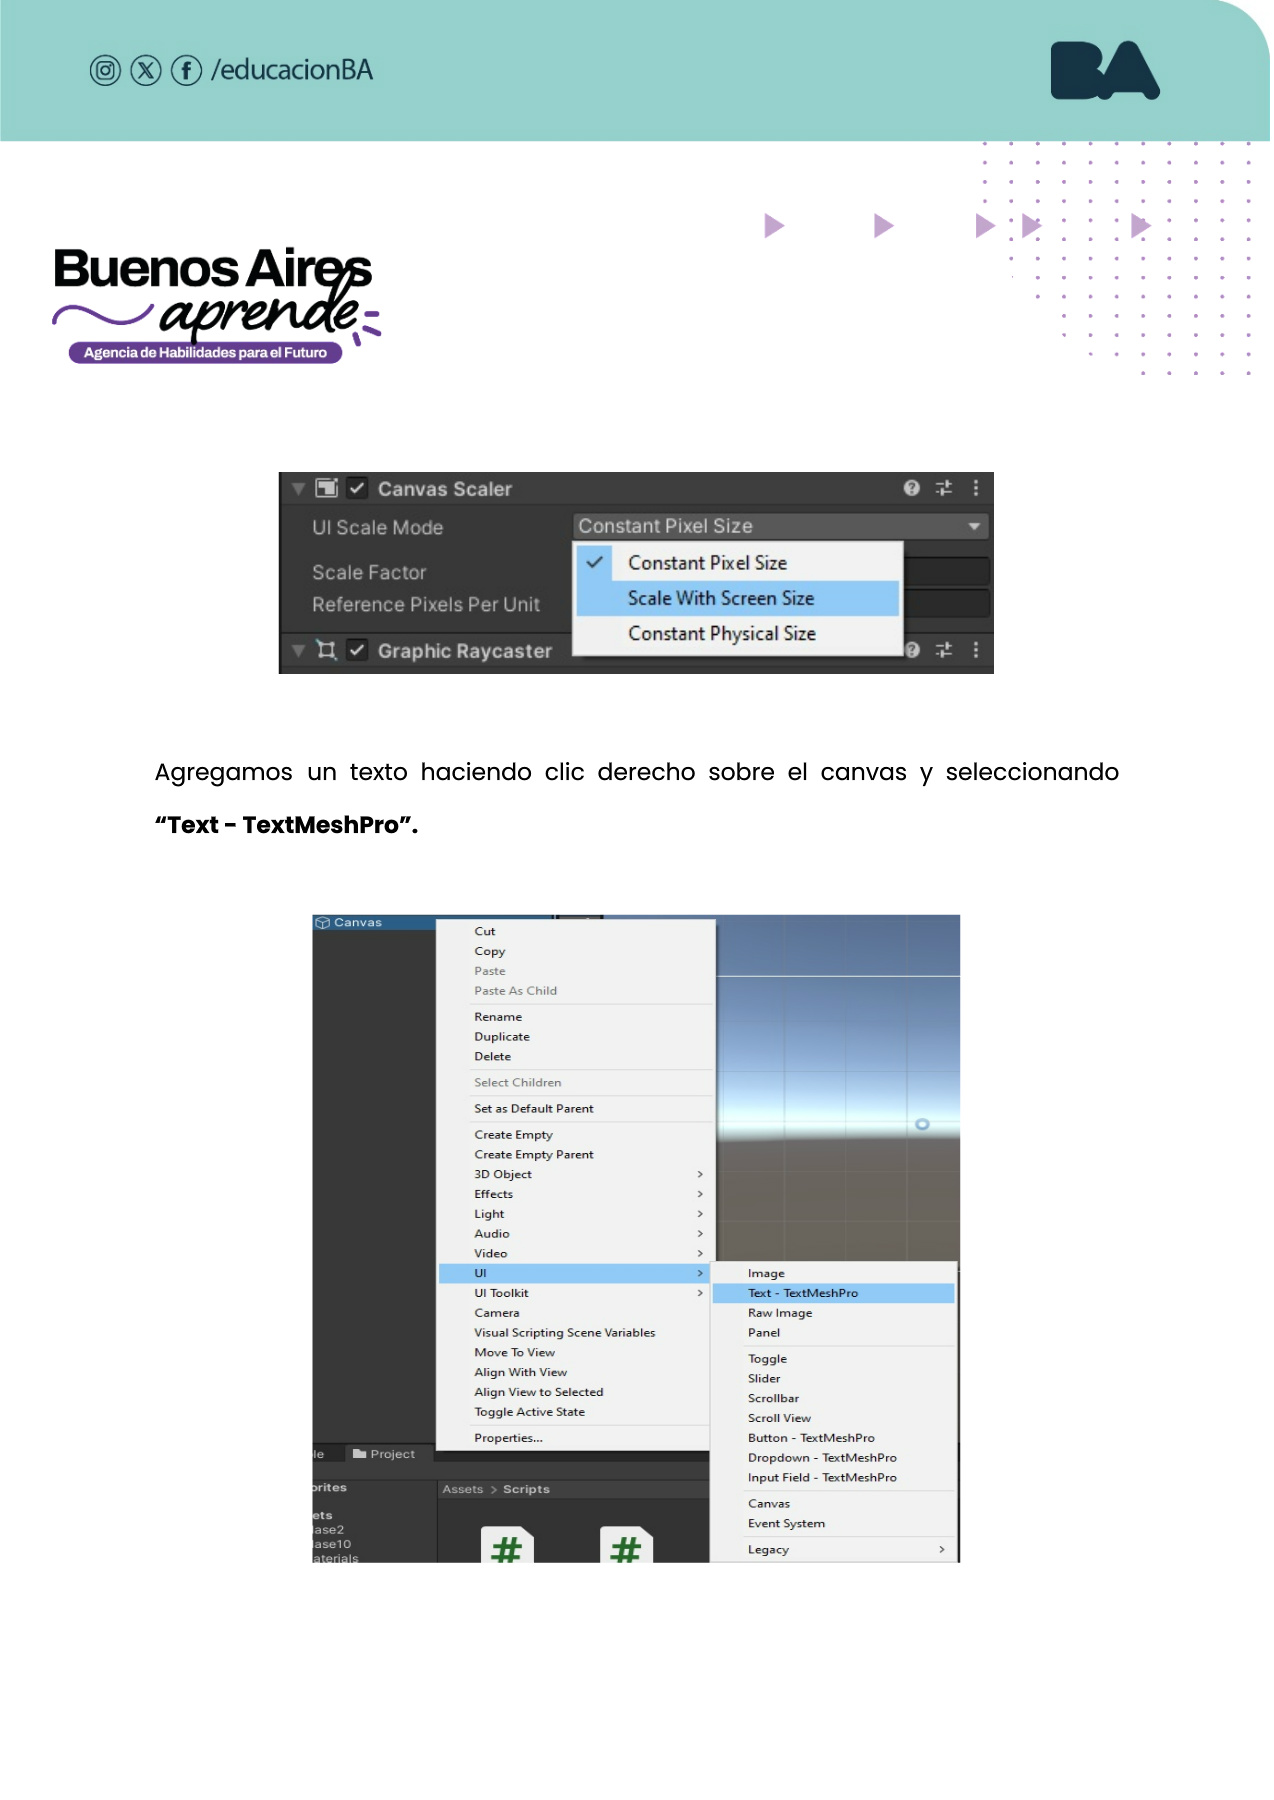 /educacionBA
BA
Buenos Aires
aprende
Agencia de Habilidades para el Futuro
Canvas Scaler
UI Scale Mode
Constant Pixel Size
Constant Pixel Size
Scale Factor
Scale With Screen Size
Reference Pixels Per Unit
Constant Physical Size
Graphic Raycaster
Agregamos un texto haciendo clic derecho sobre el canvas y seleccionando
“Text - TextMeshPro”.
Canvas
Cut
Copy
Paste
Paste As Child
Rename
Duplicate
Delete
Select Children
Set as Default Parent
Create Empty
Create Empty Parent
3D Object
Effects
Light
Audio
Video
UI
UI Toolkit
Camera
Visual Scripting Scene Variables
Move To View
Align With View
Align View to Selected
Toggle Active State
Properties...
Image
Text - TextMeshPro
Raw Image
Panel
Toggle
Slider
Scrollbar
Scroll View
Button - TextMeshPro
Dropdown - TextMeshPro
Input Field - TextMeshPro
Canvas
Event System
Legacy
le
Project
orites
Assets > Scripts
ets
lase2
lase10
aterials
# #